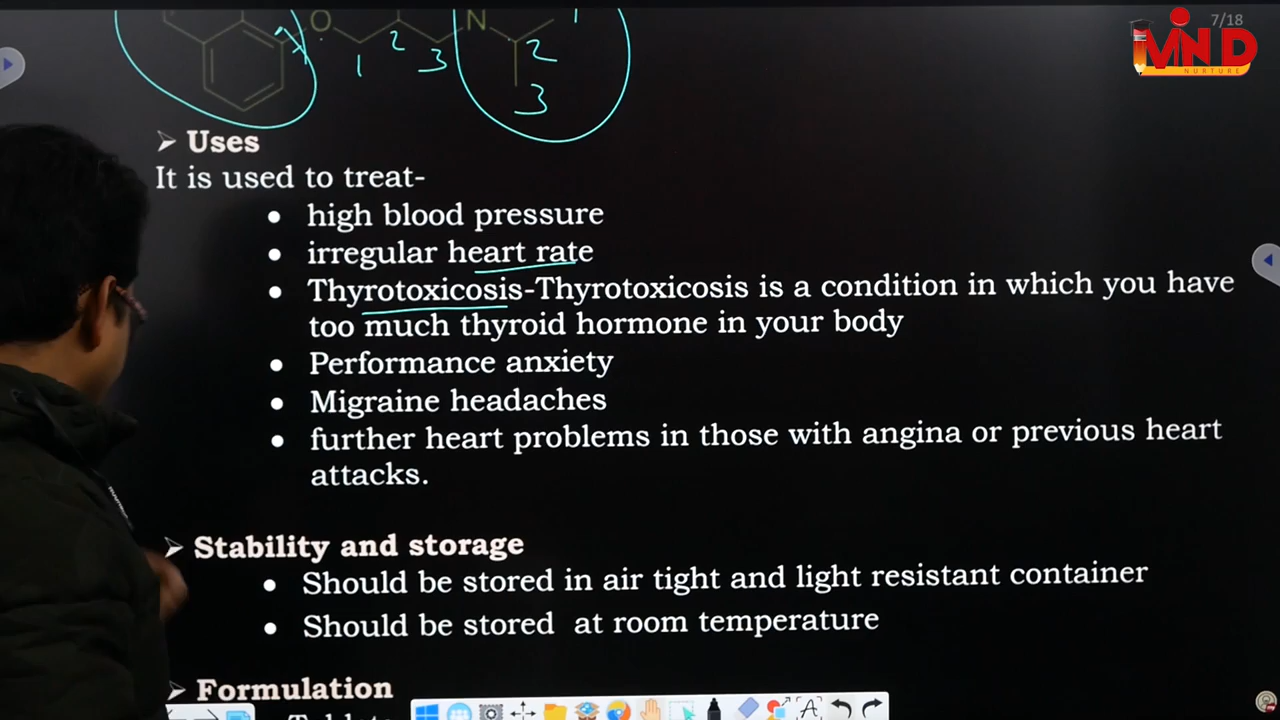 7/18
MIND
NURTURE
O
N
1
2
3
1
2
3
➢ Uses
It is used to treat-
• high blood pressure
• irregular heart rate
• Thyrotoxicosis-Thyrotoxicosis is a condition in which you have
too much thyroid hormone in your body
• Performance anxiety
• Migraine headaches
• further heart problems in those with angina or previous heart
attacks.
➢ Stability and storage
• Should be stored in air tight and light resistant container
• Should be stored at room temperature
➢ Formulation